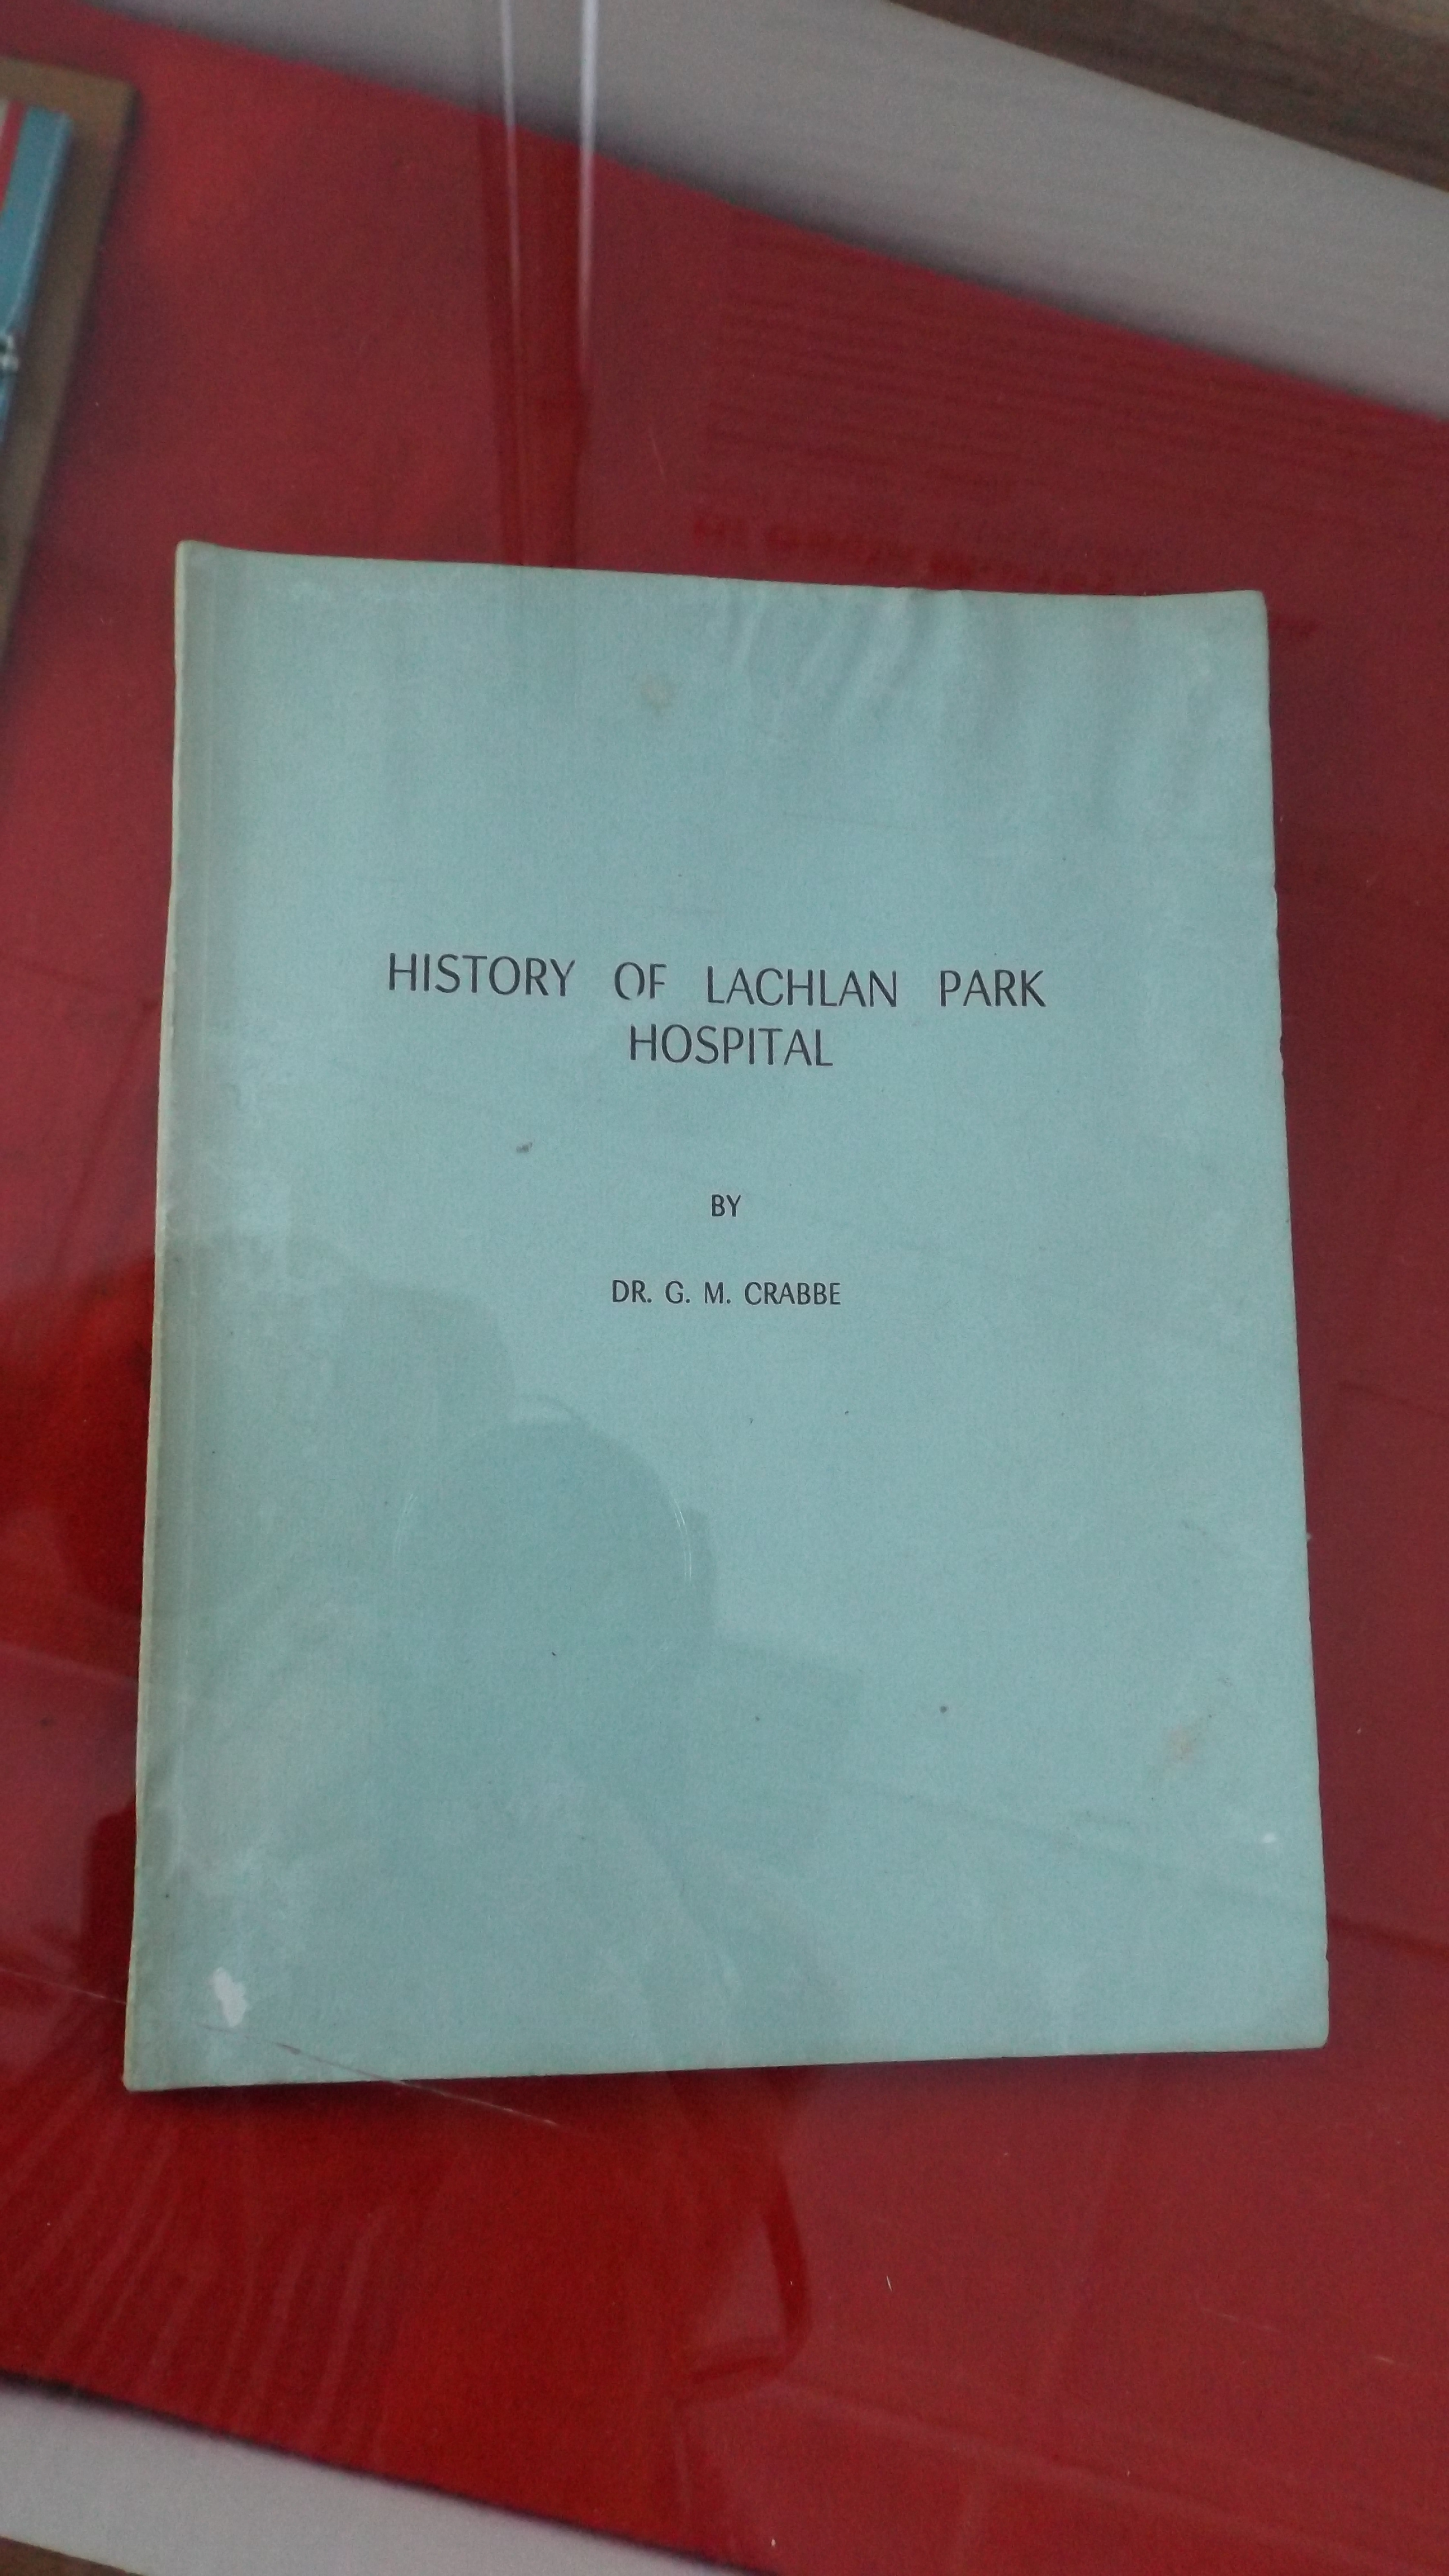 HISTORY OF LACHLAN PARK
HOSPITAL
BY
DR. G. M. CRABBE